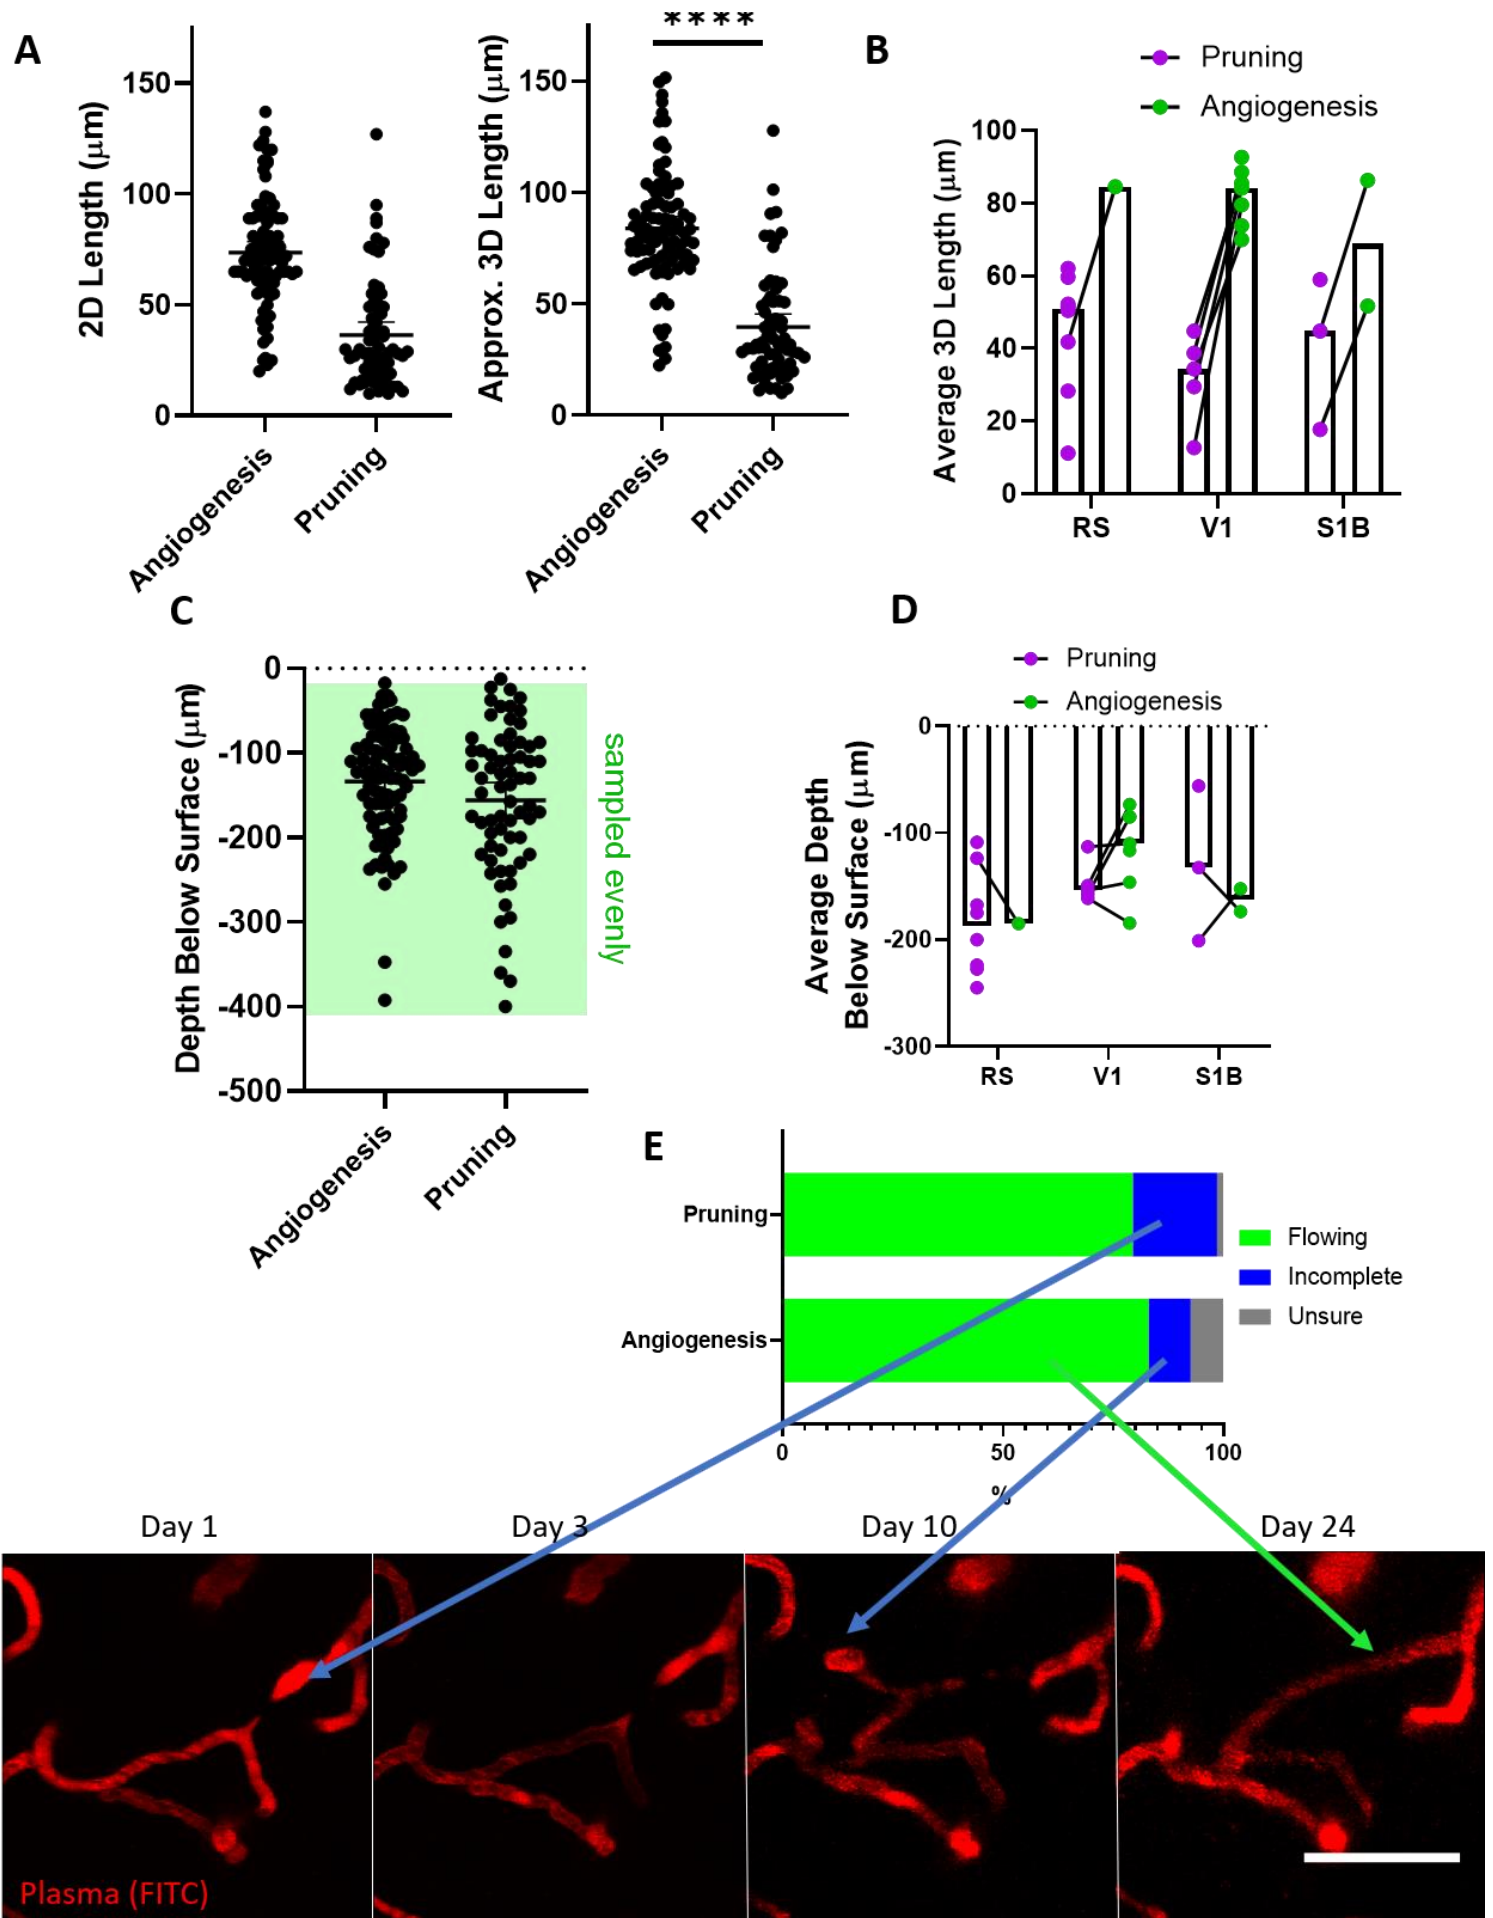 A
2D Length (μm)
150
100
50
0
Angiogenesis
Pruning
Approx. 3D Length (μm)
****
150
100
50
0
Angiogenesis
Pruning
B
Pruning
Angiogenesis
Average 3D Length (μm)
100
80
60
40
20
0
RS
V1
S1B
C
Depth Below Surface (μm)
0
-100
-200
-300
-400
-500
sampled evenly
Angiogenesis
Pruning
D
Pruning
Angiogenesis
Average Depth
Below Surface (μm)
0
-100
-200
-300
RS
V1
S1B
E
Pruning
Angiogenesis
Flowing
Incomplete
Unsure
0
50
100
%
Day 1
Day 3
Day 10
Day 24
Plasma (FITC)